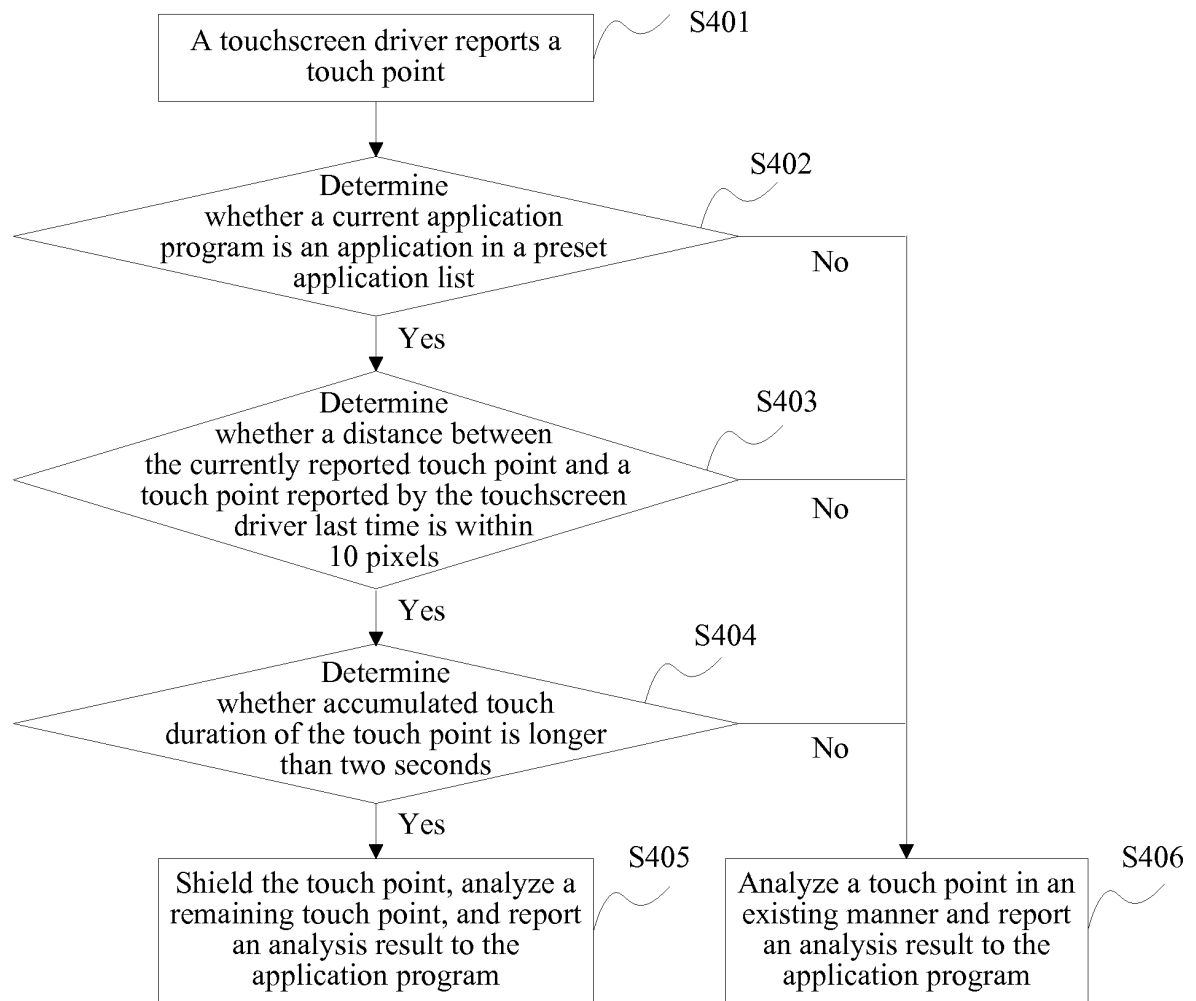 A touchscreen driver reports a
touch point
S401
Determine
whether a current application
program is an application in a preset
application list
S402
No
Yes
Determine
whether a distance between
the currently reported touch point and a
touch point reported by the touchscreen
driver last time is within
10 pixels
S403
No
Yes
Determine
whether accumulated touch
duration of the touch point is longer
than two seconds
S404
No
Yes
Shield the touch point, analyze a
remaining touch point, and report
an analysis result to the
application program
S405
Analyze a touch point in an
existing manner and report
an analysis result to the
application program
S406